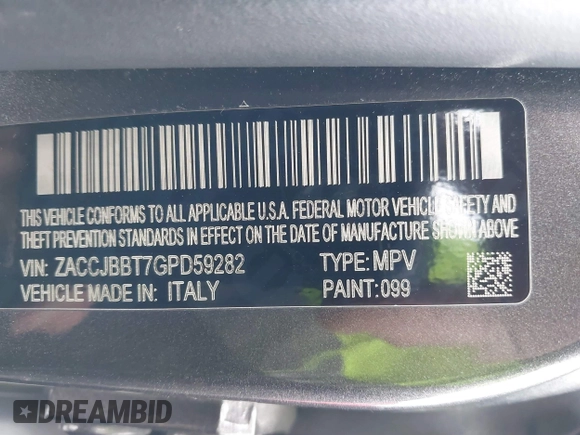 THIS VEHICLE CONFORMS TO ALL APPLICABLE U.S.A. FEDERAL MOTOR VEHICLE SAFETY AND
THEFT PREVENTION STANDARDS IN EFFECT ON THE DATE OF MANUFACTURE SHOWN ABOVE
VIN: ZACCJBBT7GPD59282 TYPE: MPV
VEHICLE MADE IN: ITALY PAINT: 099
DREAMBID